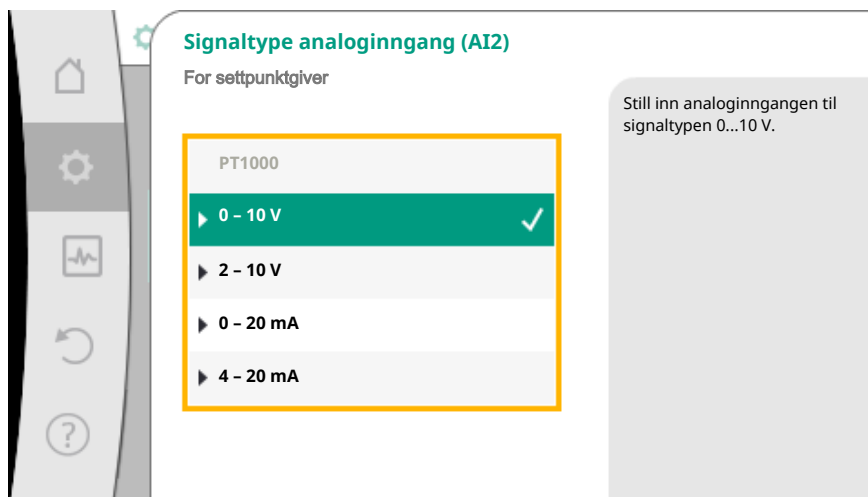 Signaltype analoginngang (AI2)
For settpunktgiver
Still inn analoginngangen til
signaltypen 0...10 V.
PT1000
0 – 10 V
2 – 10 V
0 – 20 mA
4 – 20 mA
?